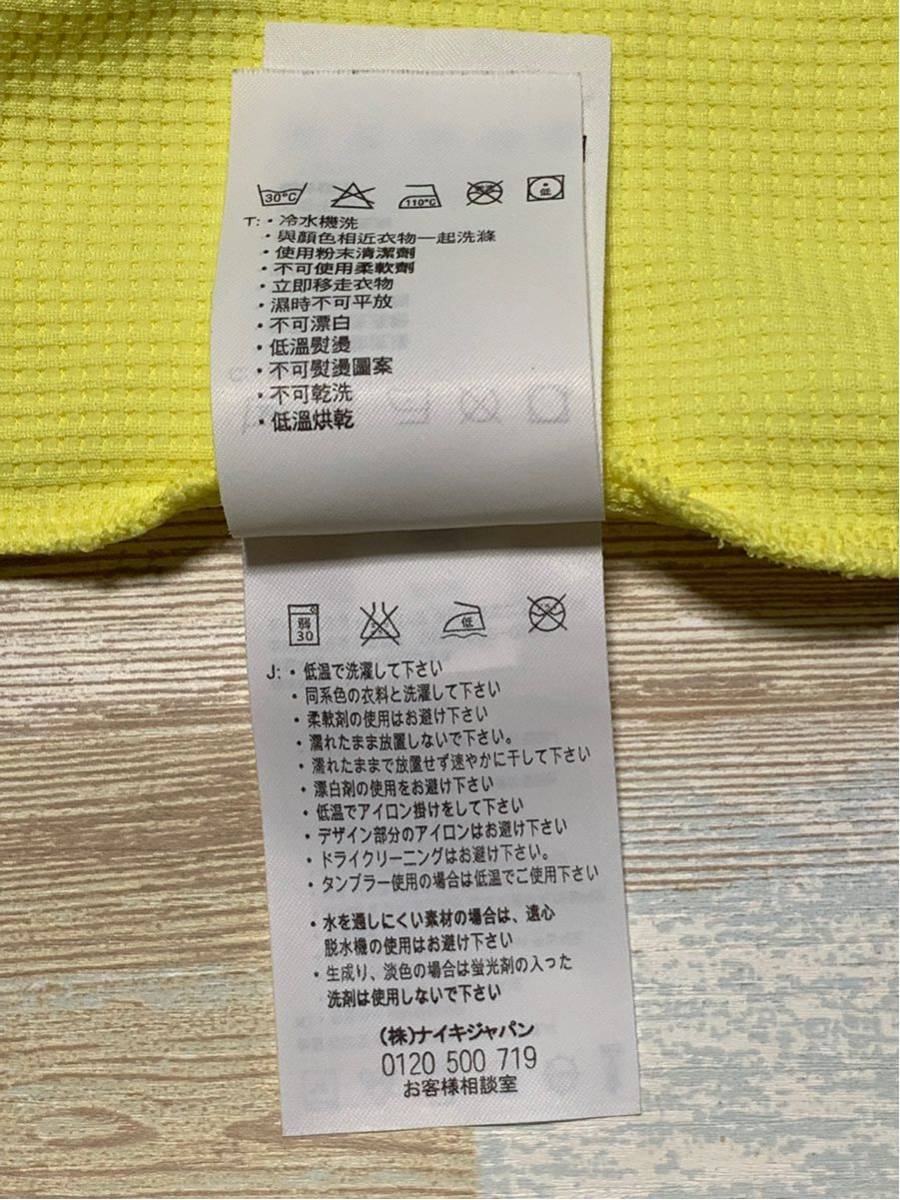 30°C 110°C 低
T: ・冷水機洗
・與顏色相近衣物一起洗滌
・使用粉末清潔劑
・不可使用柔軟劑
・立即移走衣物
・濕時不可平放
・不可漂白
・低溫熨燙
・不可熨燙圖案
・不可乾洗
・低溫烘乾
弱 低
30
J: ・低温で洗濯して下さい
・同系色の衣料と洗濯して下さい
・柔軟剤の使用はお避け下さい
・濡れたまま放置しないで下さい。
・濡れたままで放置せず速やかに干して下さい
・漂白剤の使用をお避け下さい
・低温でアイロン掛けをして下さい
・デザイン部分のアイロンはお避け下さい
・ドライクリーニングはお避け下さい。
・タンブラー使用の場合は低温でご使用下さい
・水を通しにくい素材の場合は、遠心
脱水機の使用はお避け下さい
・生成り、淡色の場合は蛍光剤の入った
洗剤は使用しないで下さい
(株)ナイキジャパン
0120 500 719
お客様相談室